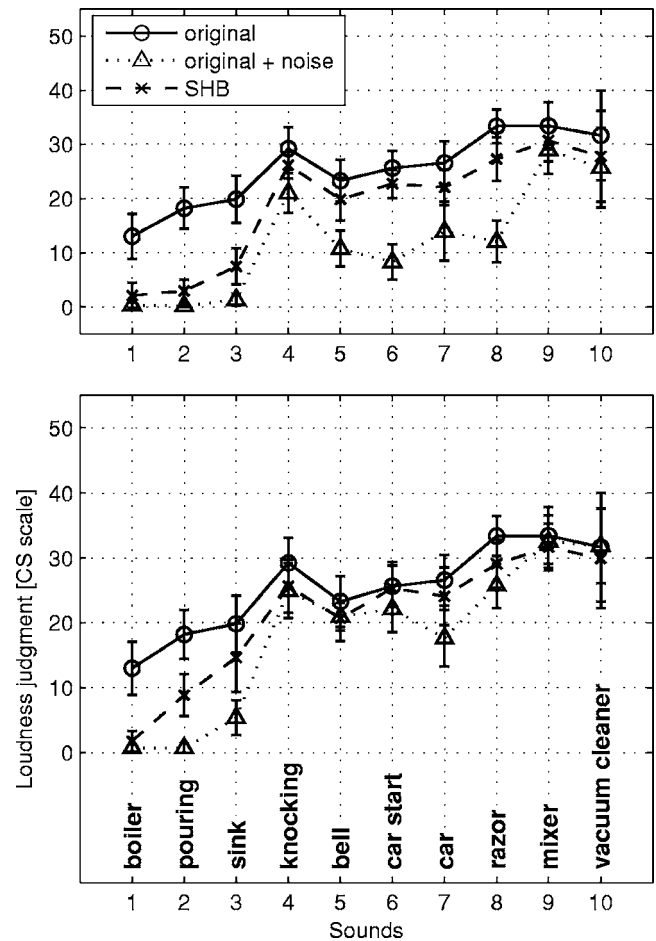 original
original + noise
SHB
50
40
30
20
10
0
1 2 3 4 5 6 7 8 9 10
Loudness judgment [CS scale]
50
40
30
20
10
0
boiler
pouring
sink
knocking
bell
car start
car
razor
mixer
vacuum cleaner
1 2 3 4 5 6 7 8 9 10
Sounds